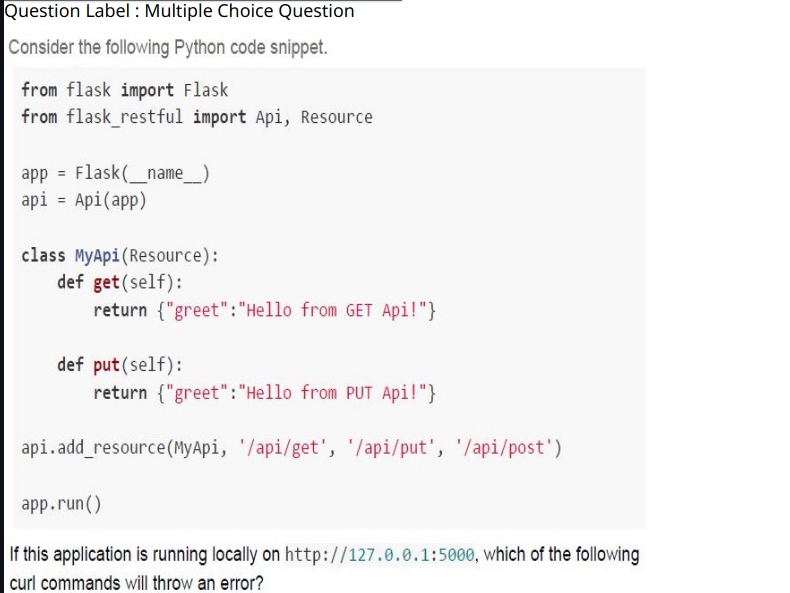 Question Label : Multiple Choice Question
Consider the following Python code snippet.
from flask import Flask
from flask_restful import Api, Resource
app = Flask(__name__)
api = Api(app)
class MyApi(Resource):
    def get(self):
        return {"greet":"Hello from GET Api!"}
    def put(self):
        return {"greet":"Hello from PUT Api!"}
api.add_resource(MyApi, '/api/get', '/api/put', '/api/post')
app.run()
If this application is running locally on http://127.0.0.1:5000, which of the following
curl commands will throw an error?